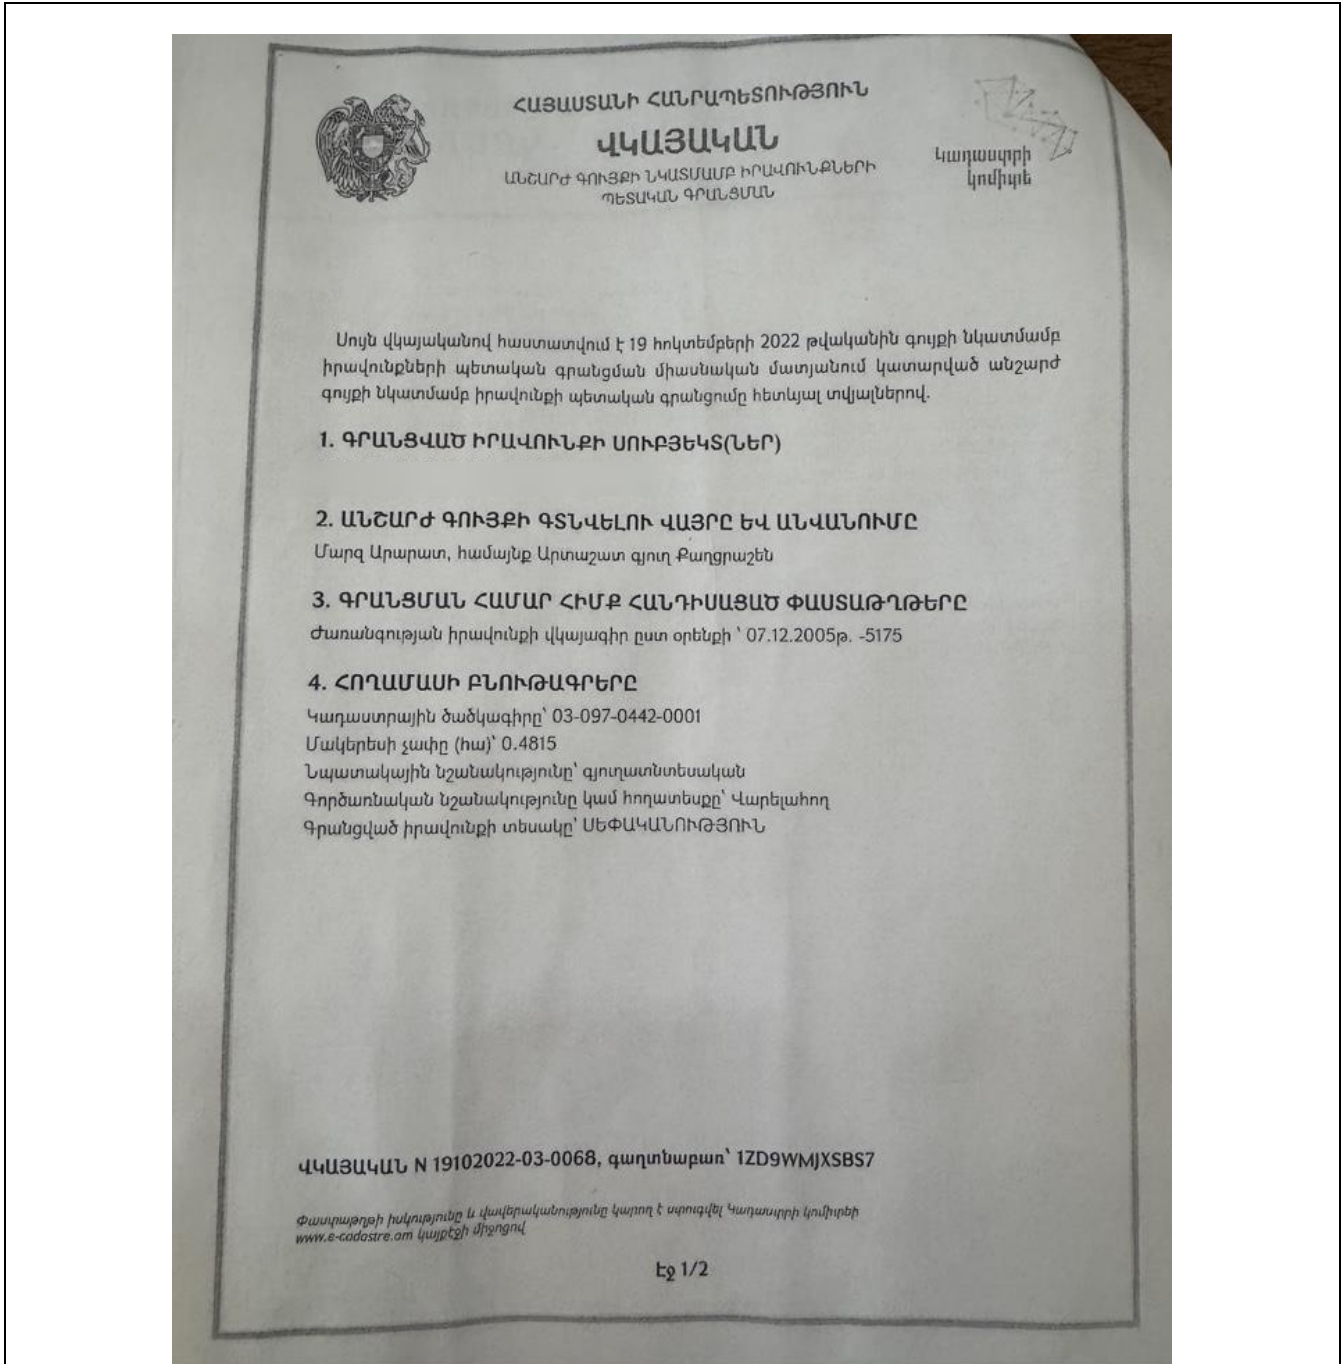 ՀԱՅԱՍՏԱՆԻ ՀԱՆՐԱՊԵՏՈՒԹՅՈՒՆ
ՎԿԱՅԱԿԱՆ
ԱՆՇԱՐԺ ԳՈՒՅՔԻ ՆԿԱՏՄԱՄԲ ԻՐԱՎՈՒՆՔՆԵՐԻ
ՊԵՏԱԿԱՆ ԳՐԱՆՑՄԱՆ
Կադաստրի
կոմիտե
Սույն վկայականով հաստատվում է 19 հոկտեմբերի 2022 թվականին գույքի նկատմամբ
իրավունքների պետական գրանցման միասնական մատյանում կատարված անշարժ
գույքի նկատմամբ իրավունքի պետական գրանցումը հետևյալ տվյալներով.
1. ԳՐԱՆՑՎԱԾ ԻՐԱՎՈՒՆՔԻ ՍՈՒԲՅԵԿՏ(ՆԵՐ)
2. ԱՆՇԱՐԺ ԳՈՒՅՔԻ ԳՏՆՎԵԼՈՒ ՎԱՅՐԸ ԵՎ ԱՆՎԱՆՈՒՄԸ
Մարզ Արարատ, համայնք Արտաշատ գյուղ Քաղցրաշեն
3. ԳՐԱՆՑՄԱՆ ՀԱՄԱՐ ՀԻՄՔ ՀԱՆԴԻՍԱՑԱԾ ՓԱՍՏԱԹՂԹԵՐԸ
Ժառանգության իրավունքի վկայագիր ըստ օրենքի ՝ 07.12.2005թ. -5175
4. ՀՈՂԱՄԱՍԻ ԲՆՈՒԹԱԳՐԵՐԸ
Կադաստրային ծածկագիրը՝ 03-097-0442-0001
Մակերեսի չափը (հա)՝ 0.4815
Նպատակային նշանակությունը՝ գյուղատնտեսական
Գործառնական նշանակությունը կամ հողատեսքը՝ Վարելահող
Գրանցված իրավունքի տեսակը՝ ՍԵՓԱԿԱՆՈՒԹՅՈՒՆ
ՎԿԱՅԱԿԱՆ N 19102022-03-0068, գաղտնաբառ՝ 1ZD9WMJXSBS7
Փաստաթղթի իսկությունը և վավերականությունը կարող է ստուգվել Կադաստրի կոմիտեի
www.e-cadastre.am կայքէջի միջոցով
Էջ 1/2